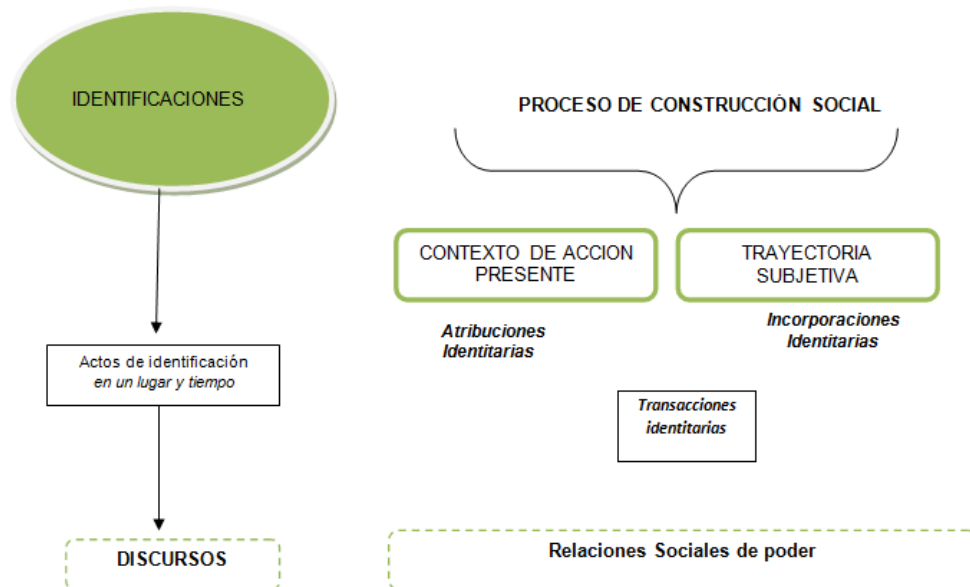 IDENTIFICACIONES
Actos de identificación
en un lugar y tiempo
DISCURSOS
PROCESO DE CONSTRUCCIÓN SOCIAL
CONTEXTO DE ACCION
PRESENTE
Atribuciones
Identitarias
TRAYECTORIA
SUBJETIVA
Incorporaciones
Identitarias
Transacciones
identitarias
Relaciones Sociales de poder